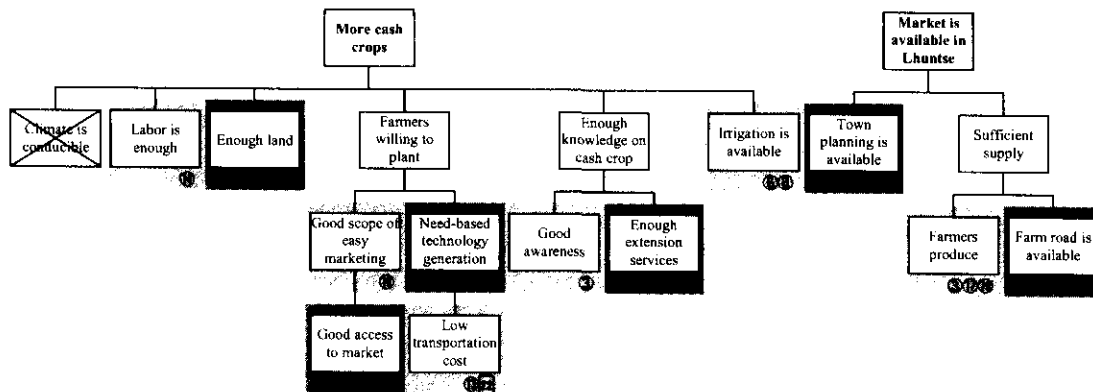 More cash
crops
Market is
available in
Lhuntse
Climate is
conducible
Labor is
enough
Enough land
Farmers
willing to
plant
Enough
knowledge on
cash crop
Irrigation is
available
Town
planning is
available
Sufficient
supply
Good scope of
easy
marketing
Need-based
technology
generation
Good
awareness
③
Enough
extension
services
Farmers
produce
Farm road is
available
Good access
to market
Low
transportation
cost